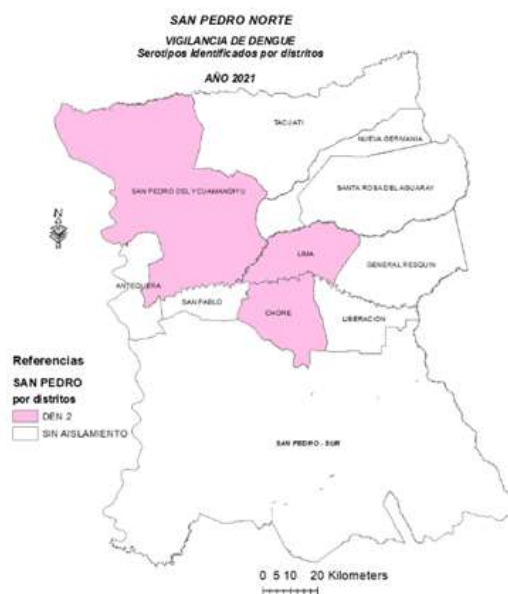 SAN PEDRO NORTE
VIGILANCIA DE DENGUE
Serotipos Identificados por distritos
AÑO 2021
TACUATI
NUEVA GERMANIA
SAN PEDRO DEL YCUAMANDIYU
SANTA ROSA DEL AGUARAY
LIMA
GENERAL RESQUIN
N
ANTEQUERA
SAN PABLO
CHORE
LIBERACION
Referencias
SAN PEDRO
por distritos
DEN 2
SIN AISLAMIENTO
SAN PEDRO - SUR
0 5 10 20 Kilometers